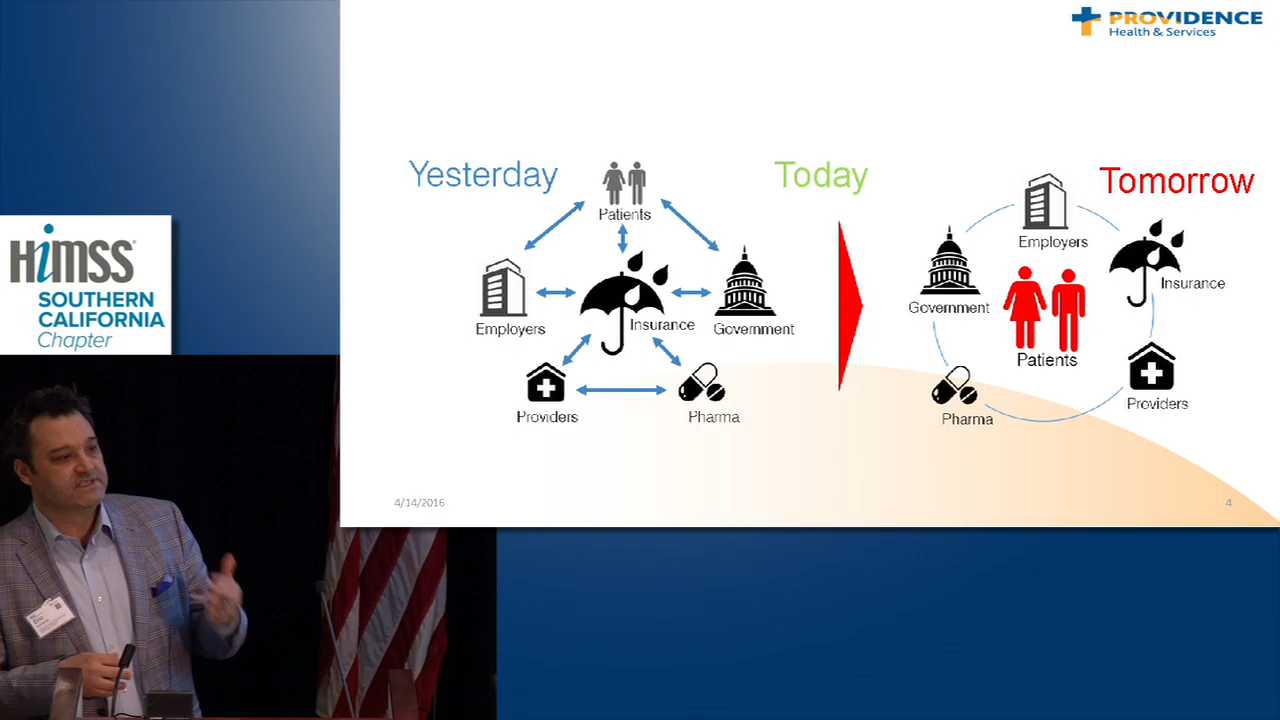 PROVIDENCE
Health & Services
Yesterday
Today
Tomorrow
Patients
Employers
Insurance
Government
Providers
Pharma
Employers
Government
Insurance
Patients
Pharma
Providers
4/14/2016
4
HiMSS
SOUTHERN
CALIFORNIA
Chapter
Eric